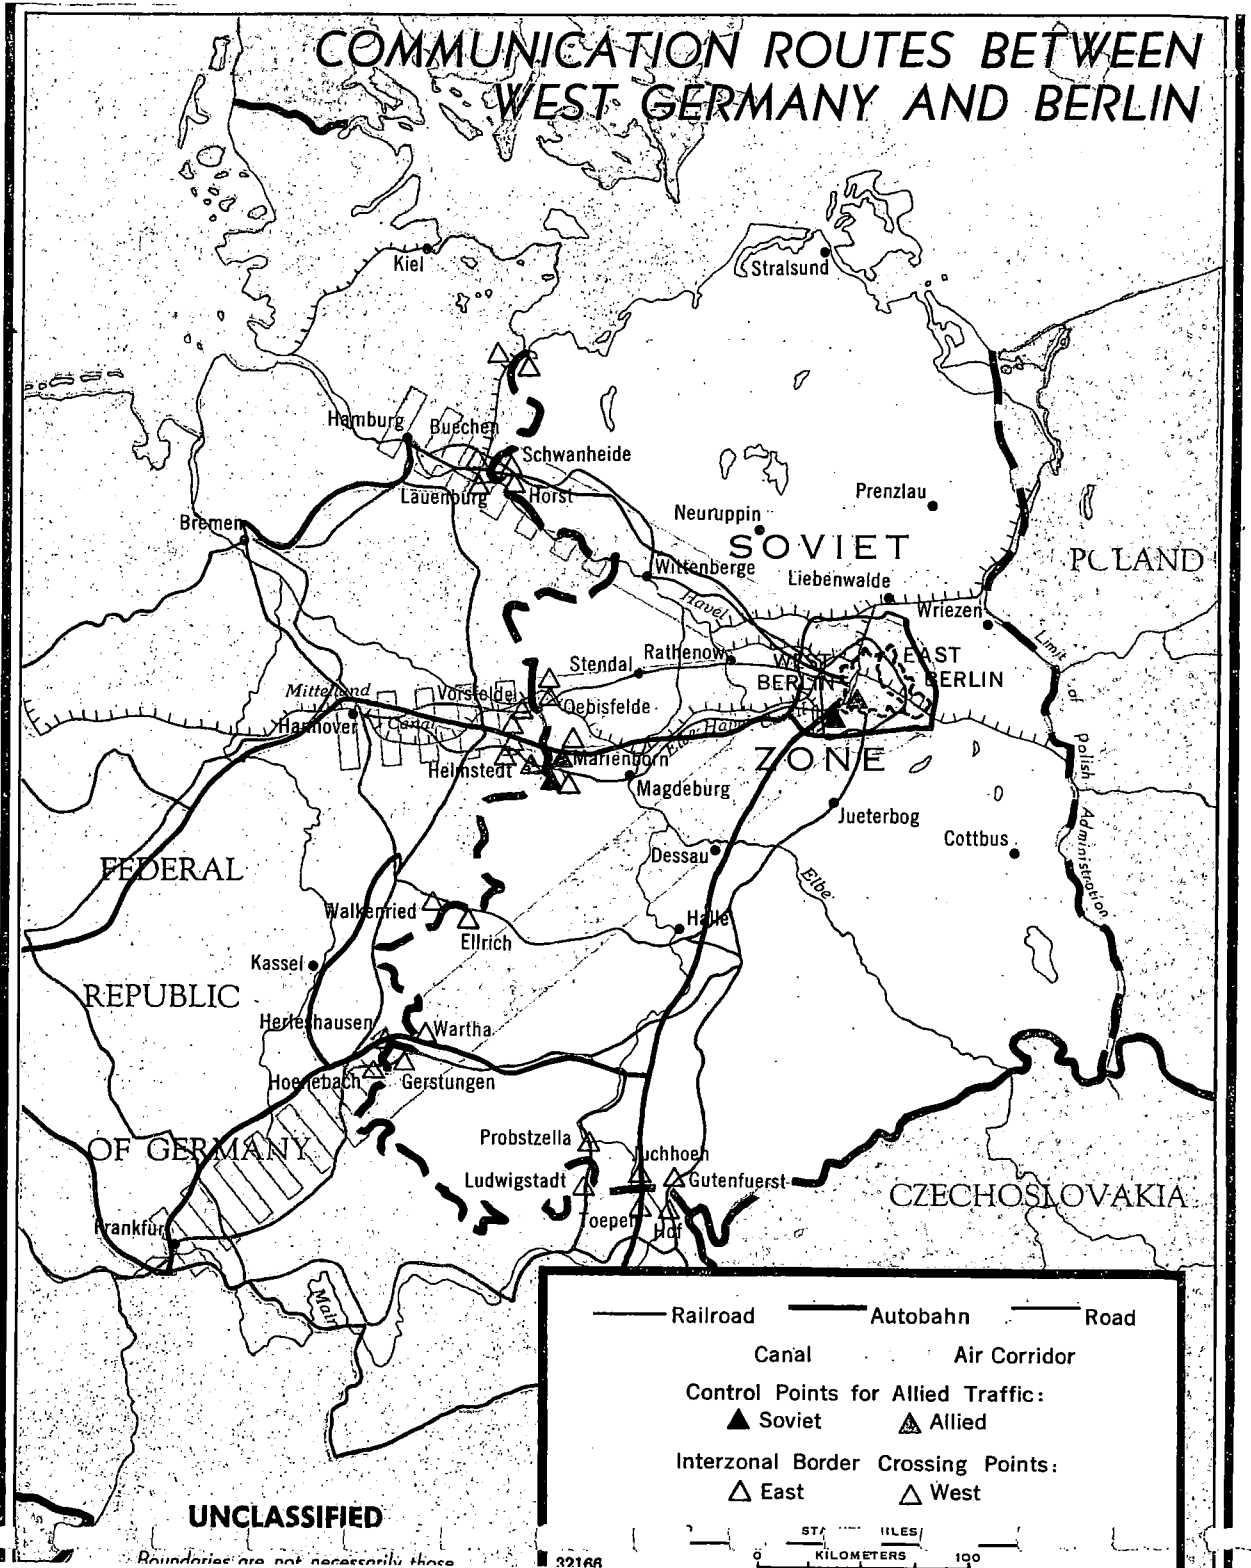 COMMUNICATION ROUTES BETWEEN
WEST GERMANY AND BERLIN
Kiel
Stralsund
Hamburg
Buechen
Schwanheide
Lauenburg
Horst
Prenzlau
Neuruppin
Bremen
SOVIET
POLAND
Wittenberge
Liebenwalde
Havel
Wriezen
Limit
of
Polish
Administration
Rathenow
Stendal
WEST
BERLIN
EAST
BERLIN
Mittelland
Canal
Vorsfelde
Oebisfelde
Hannover
Helmstedt
Marienborn
ZONE
Magdeburg
Jueterbog
Cottbus
Dessau
Elbe
FEDERAL
Walkenried
Ellrich
Halle
Kassel
REPUBLIC
Herleshausen
Wartha
Hoenebach
Gerstungen
OF GERMANY
Probstzella
Juchhoeh
Ludwigstadt
Gutenfuerst
CZECHOSLOVAKIA
Toepen
Hof
Frankfurt
Main
Railroad
Autobahn
Road
Canal
Air Corridor
Control Points for Allied Traffic:
Soviet
Allied
Interzonal Border Crossing Points:
East
West
UNCLASSIFIED
Boundaries are not necessarily those
32166
0 KILOMETERS 100